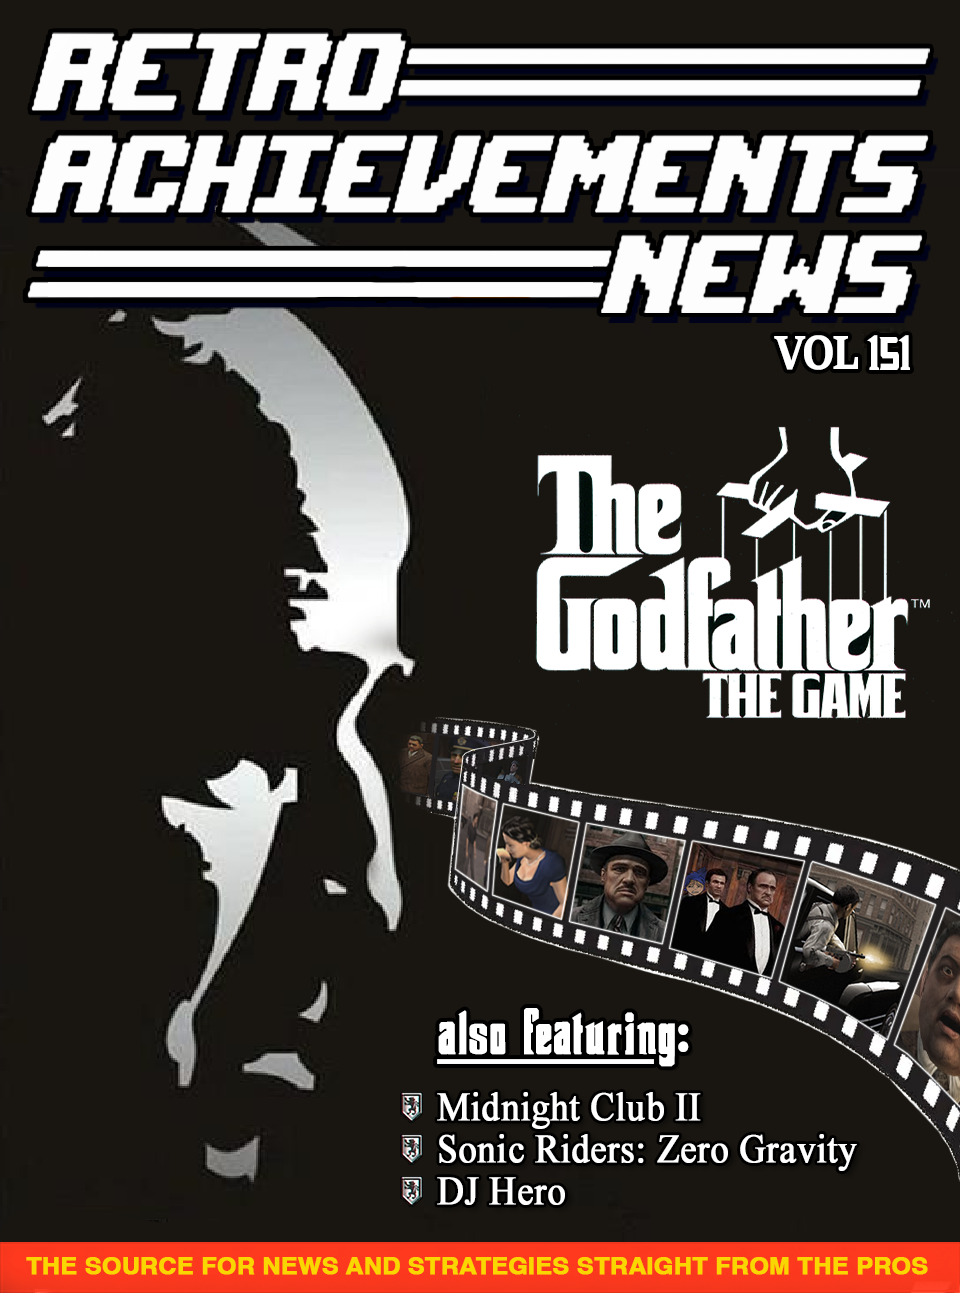 RETRO
ACHIEVEMENTS
NEWS
VOL 151
The
Godfather™
THE GAME
also featuring:
Midnight Club II
Sonic Riders: Zero Gravity
DJ Hero
THE SOURCE FOR NEWS AND STRATEGIES STRAIGHT FROM THE PROS